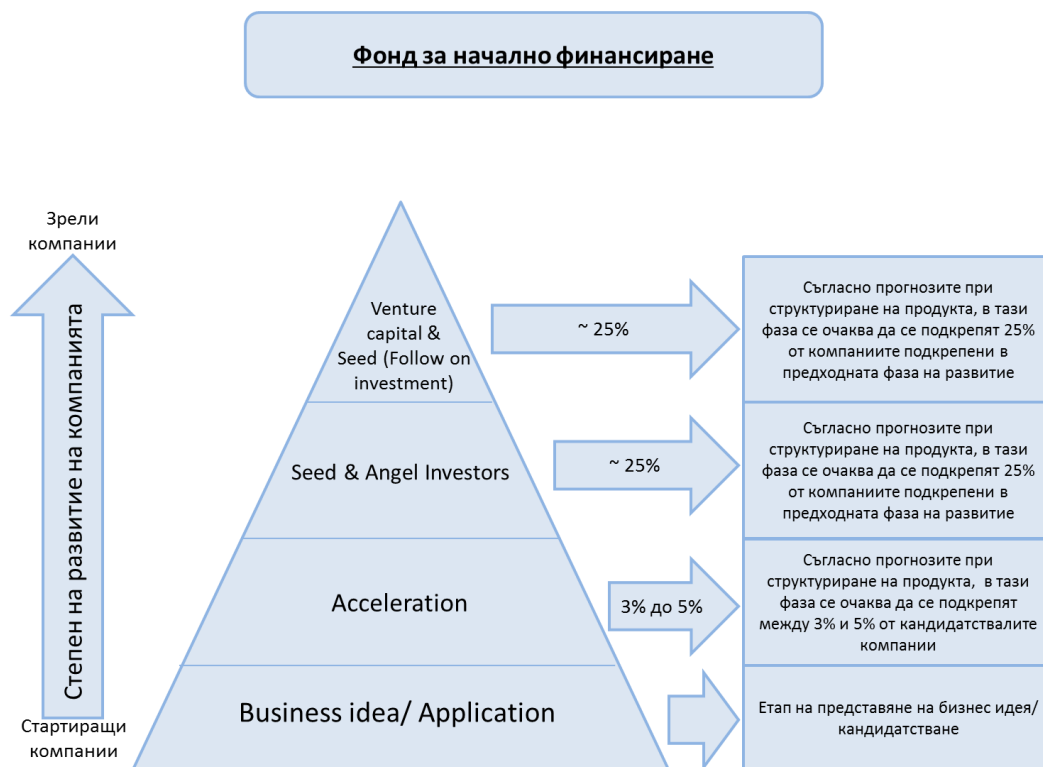 Фонд за начално финансиране
Зрели
компании
Степен на развитие на компанията
Стартиращи
компании
Venture
capital &
Seed (Follow on
investment)
~ 25%
Съгласно прогнозите при
структуриране на продукта, в тази
фаза се очаква да се подкрепят 25%
от компаниите подкрепени в
предходната фаза на развитие
Seed & Angel Investors
~ 25%
Съгласно прогнозите при
структуриране на продукта, в тази
фаза се очаква да се подкрепят 25%
от компаниите подкрепени в
предходната фаза на развитие
Acceleration
3% до 5%
Съгласно прогнозите при
структуриране на продукта, в тази
фаза се очаква да се подкрепят
между 3% и 5% от кандидатствалите
компании
Business idea/ Application
Етап на представяне на бизнес идея/
кандидатстване